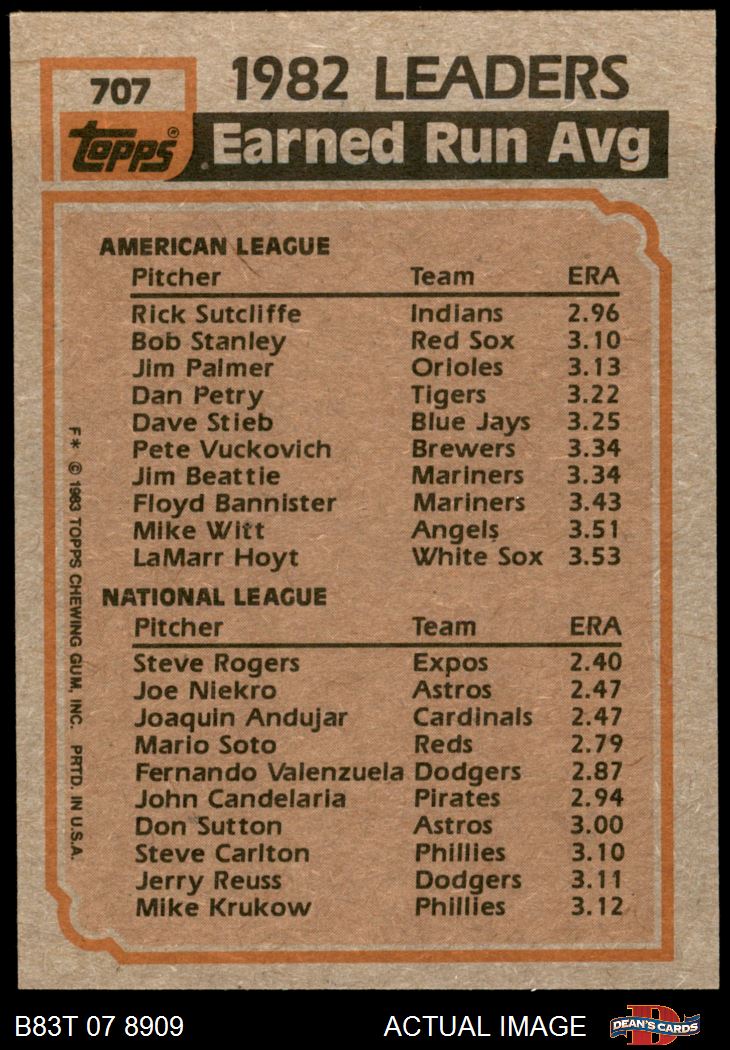 707
1982 LEADERS
Topps®
Earned Run Avg
AMERICAN LEAGUE
Pitcher Team ERA
Rick Sutcliffe Indians 2.96
Bob Stanley Red Sox 3.10
Jim Palmer Orioles 3.13
Dan Petry Tigers 3.22
Dave Stieb Blue Jays 3.25
Pete Vuckovich Brewers 3.34
Jim Beattie Mariners 3.34
Floyd Bannister Mariners 3.43
Mike Witt Angels 3.51
LaMarr Hoyt White Sox 3.53
NATIONAL LEAGUE
Pitcher Team ERA
Steve Rogers Expos 2.40
Joe Niekro Astros 2.47
Joaquin Andujar Cardinals 2.47
Mario Soto Reds 2.79
Fernando Valenzuela Dodgers 2.87
John Candelaria Pirates 2.94
Don Sutton Astros 3.00
Steve Carlton Phillies 3.10
Jerry Reuss Dodgers 3.11
Mike Krukow Phillies 3.12
F* © 1983 TOPPS CHEWING GUM, INC. PRTD. IN U.S.A.
B83T 07 8909
ACTUAL IMAGE
D
DEAN'S CARDS